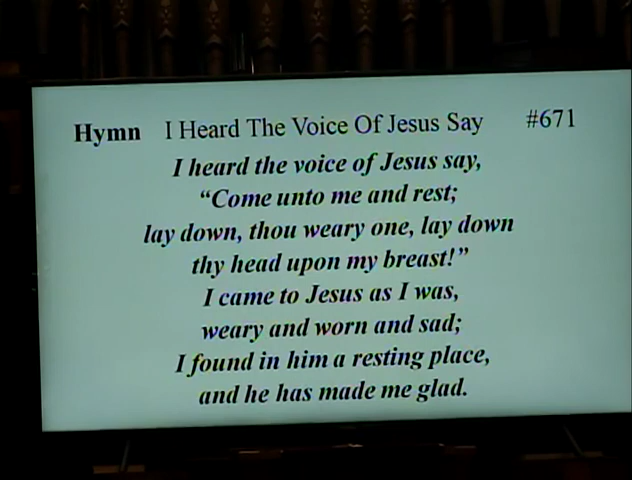 Hymn I Heard The Voice Of Jesus Say #671
I heard the voice of Jesus say,
“Come unto me and rest;
lay down, thou weary one, lay down
thy head upon my breast!”
I came to Jesus as I was,
weary and worn and sad;
I found in him a resting place,
and he has made me glad.